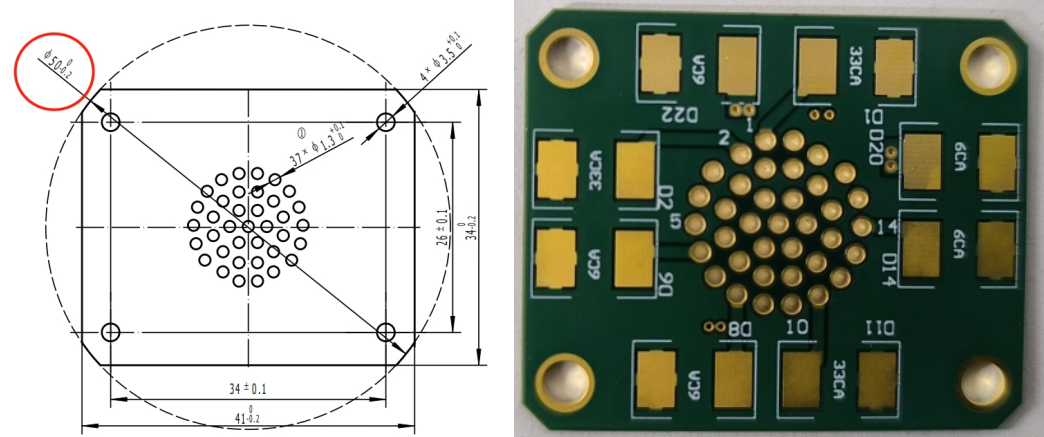 ϕ50 0 -0.2
4×ϕ3.5 +0.1 0
①
37×ϕ1.3 +0.1 0
26±0.1
34 0 -0.2
34±0.1
41 0 -0.2
6CA
33CA
D22
1
D1
2
D20
6CA
33CA
D2
5
14
6CA
6CA
D6
D14
D8
10
D11
6CA
33CA